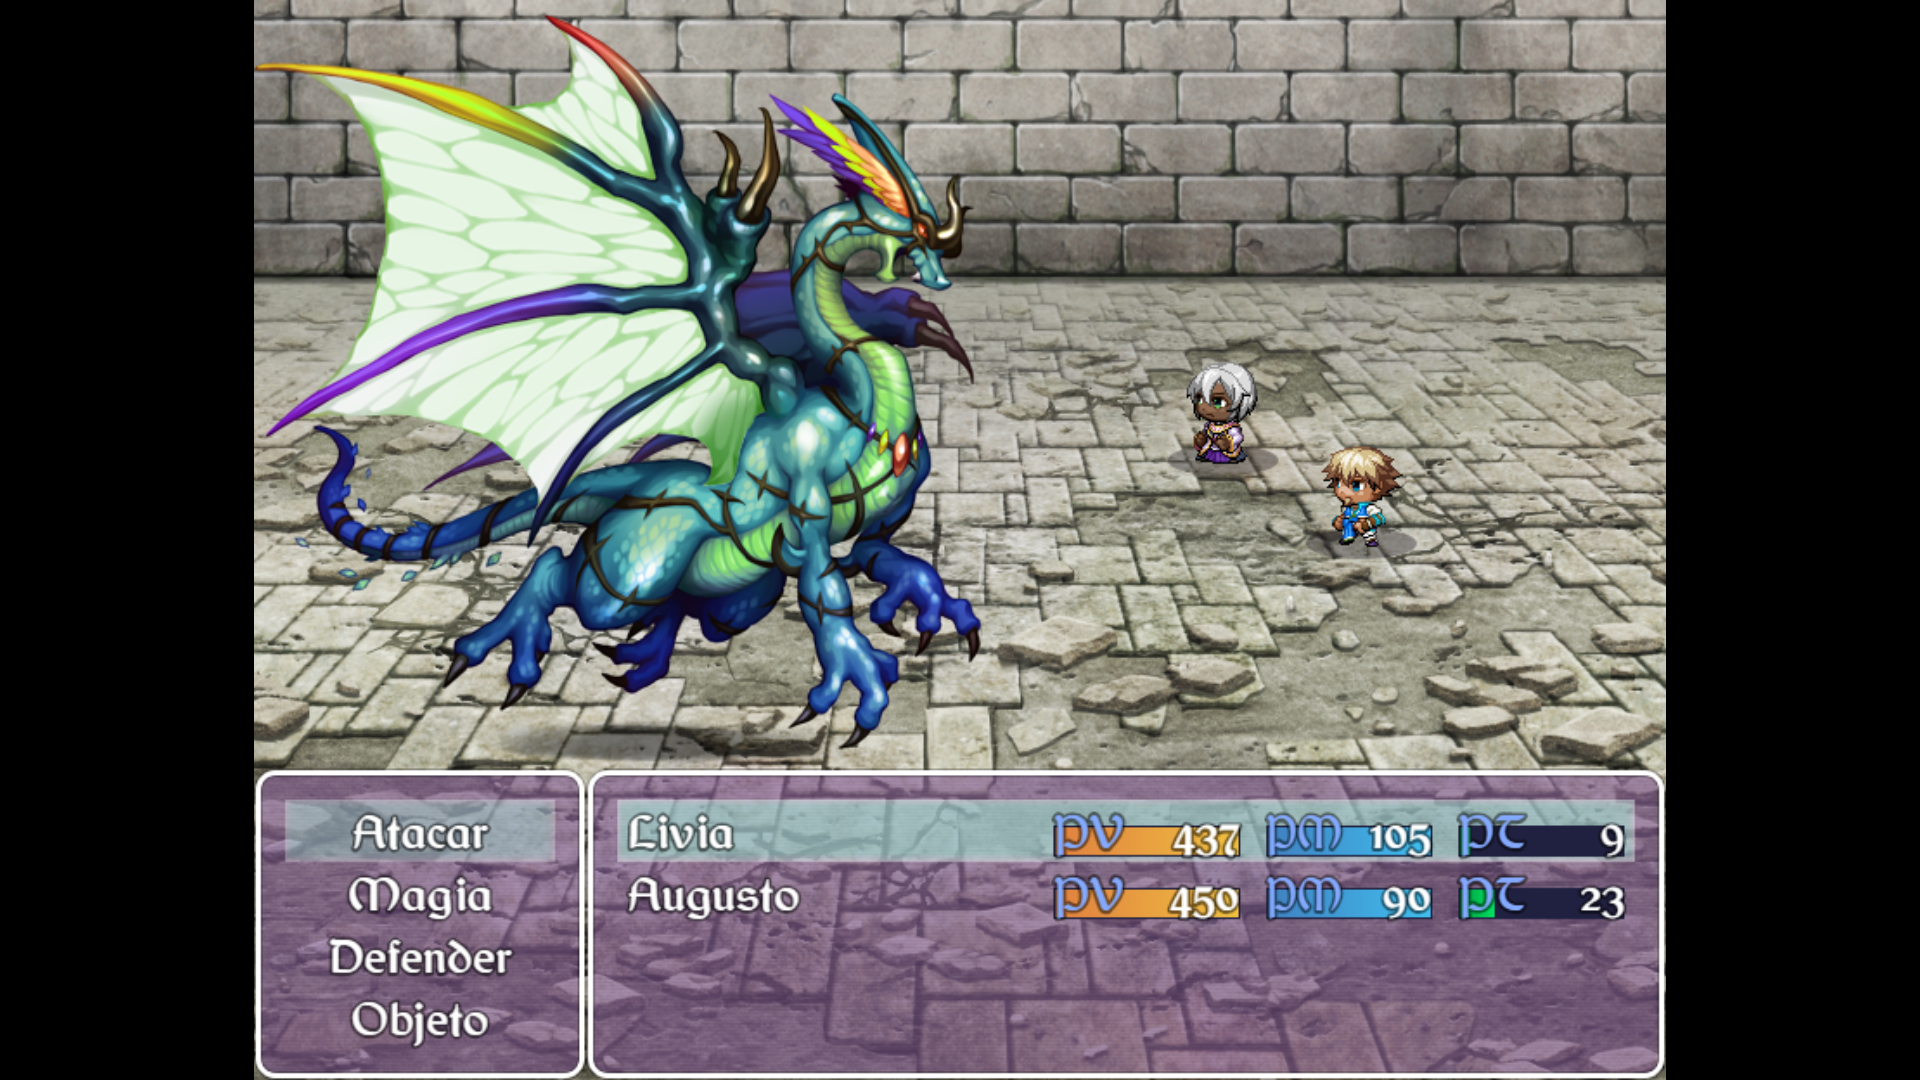 Atacar
Magia
Defender
Objeto
Livia PV 437 PM 105 PT 9
Augusto PV 450 PM 90 PT 23